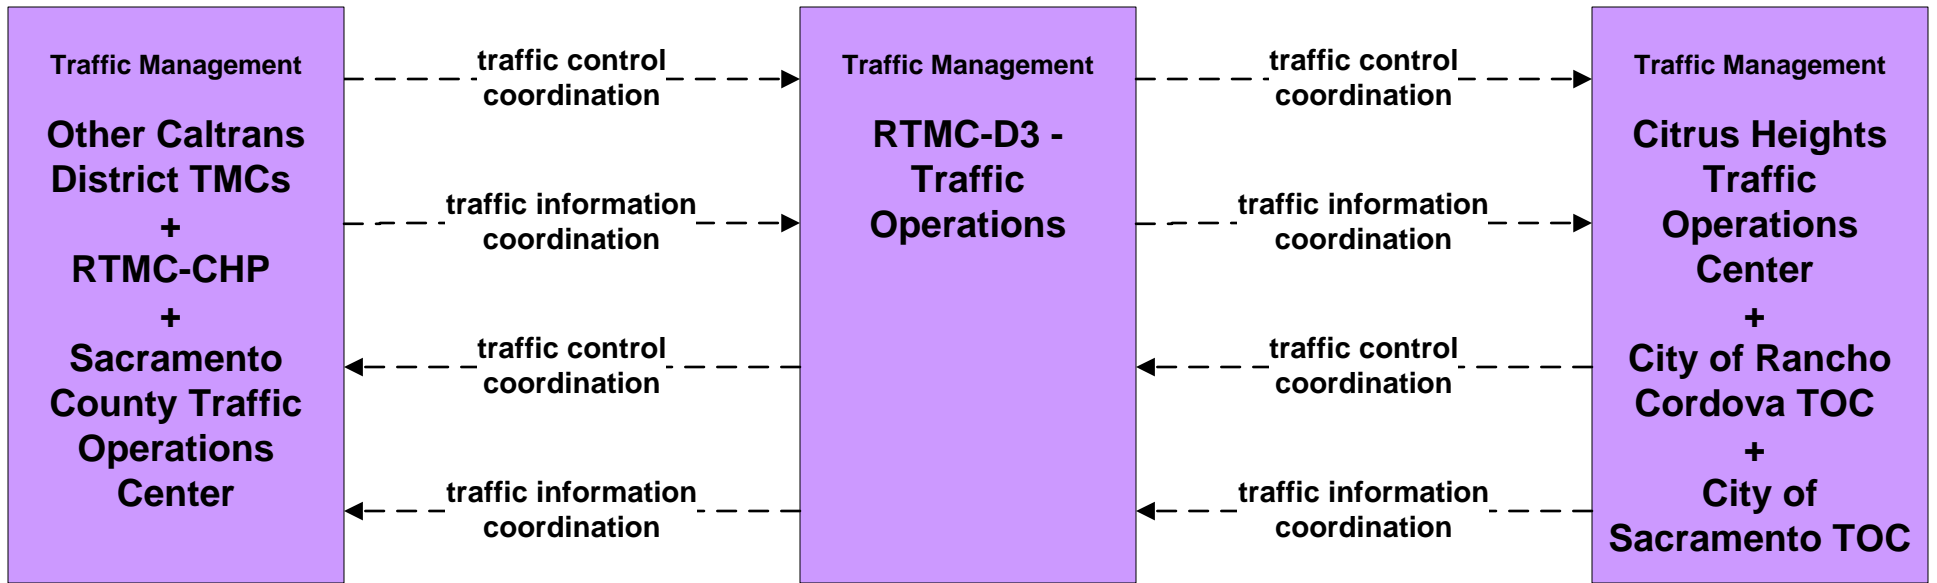 Traffic Management
Other Caltrans
District TMCs
+
RTMC-CHP
+
Sacramento
County Traffic
Operations
Center
traffic control
coordination
traffic information
coordination
traffic control
coordination
traffic information
coordination
Traffic Management
RTMC-D3 -
Traffic
Operations
traffic control
coordination
traffic information
coordination
traffic control
coordination
traffic information
coordination
Traffic Management
Citrus Heights
Traffic
Operations
Center
+
City of Rancho
Cordova TOC
+
City of
Sacramento TOC